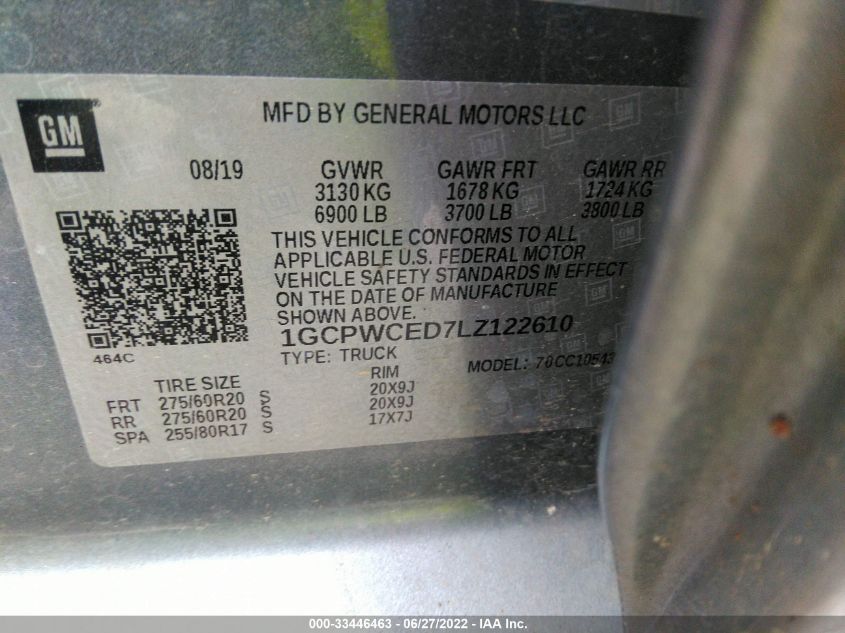 GM
MFD BY GENERAL MOTORS LLC
08/19 GVWR GAWR FRT GAWR RR
3130 KG 1678 KG 1724 KG
6900 LB 3700 LB 3800 LB
THIS VEHICLE CONFORMS TO ALL
APPLICABLE U.S. FEDERAL MOTOR
VEHICLE SAFETY STANDARDS IN EFFECT
ON THE DATE OF MANUFACTURE
SHOWN ABOVE.
1GCPWCED7LZ122610
464C
TYPE: TRUCK MODEL:
TIRE SIZE RIM
FRT 275/60R20 S 20X9J
RR 275/60R20 S 20X9J
SPA 255/80R17 S 17X7J
000-33446463 - 06/27/2022 - IAA Inc.